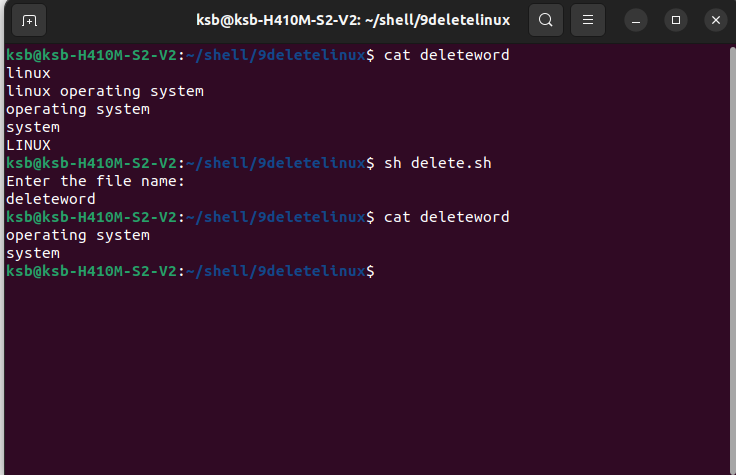 ksb@ksb-H410M-S2-V2: ~/shell/9deletelinux
ksb@ksb-H410M-S2-V2:~/shell/9deletelinux$ cat deleteword
linux
linux operating system
operating system
system
LINUX
ksb@ksb-H410M-S2-V2:~/shell/9deletelinux$ sh delete.sh
Enter the file name:
deleteword
ksb@ksb-H410M-S2-V2:~/shell/9deletelinux$ cat deleteword
operating system
system
ksb@ksb-H410M-S2-V2:~/shell/9deletelinux$